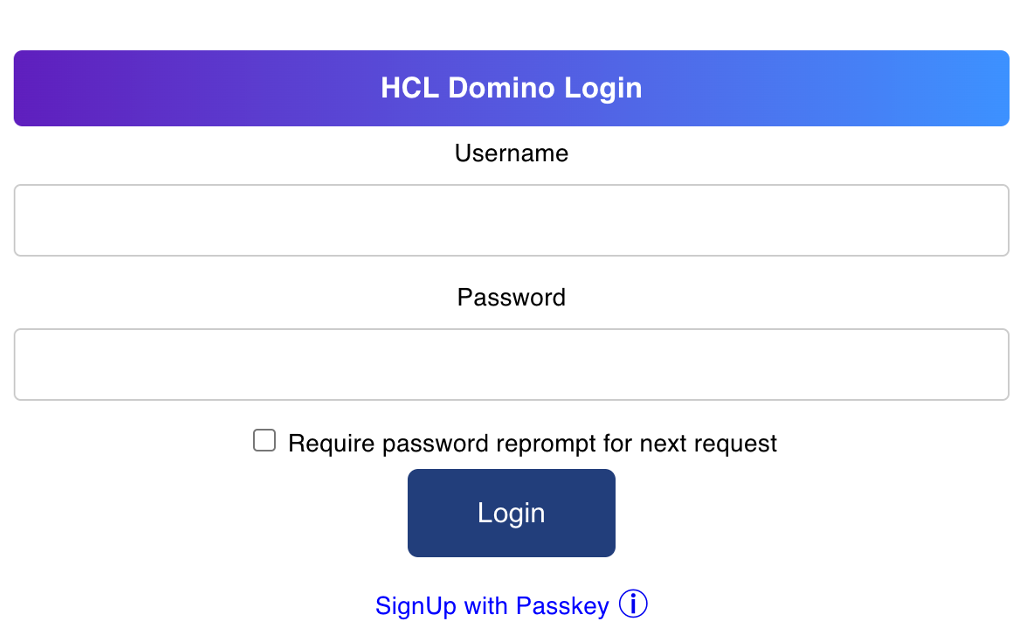 HCL Domino Login
Username
Password
Require password reprompt for next request
Login
SignUp with Passkey ⓘ